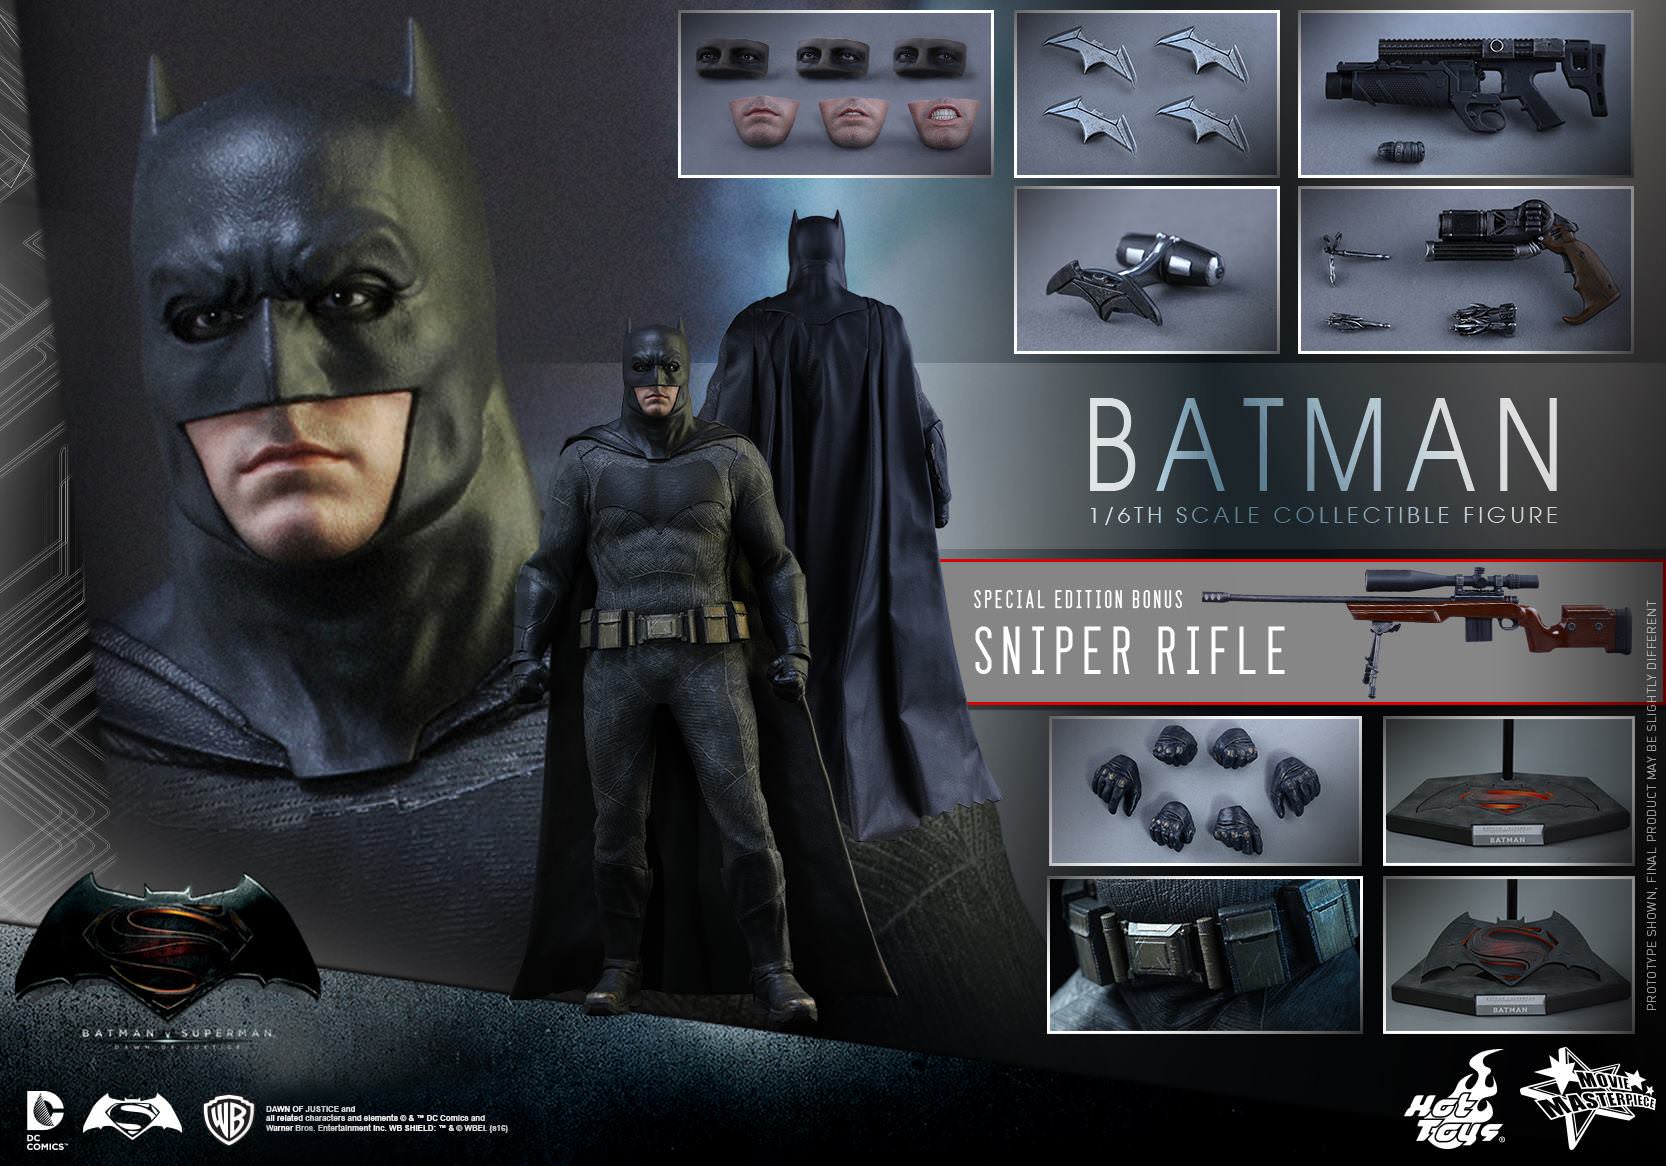 BATMAN
1/6TH SCALE COLLECTIBLE FIGURE
SPECIAL EDITION BONUS
SNIPER RIFLE
BATMAN
BATMAN
PROTOTYPE SHOWN, FINAL PRODUCT MAY BE SLIGHTLY DIFFERENT
BATMAN V SUPERMAN
DAWN OF JUSTICE
DC
COMICS™
WB
DAWN OF JUSTICE and
all related characters and elements © & ™ DC Comics and
Warner Bros. Entertainment Inc. WB SHIELD: ™ & © WBEI. (s16)
Hot
Toys®
MOVIE
MASTERPIECE